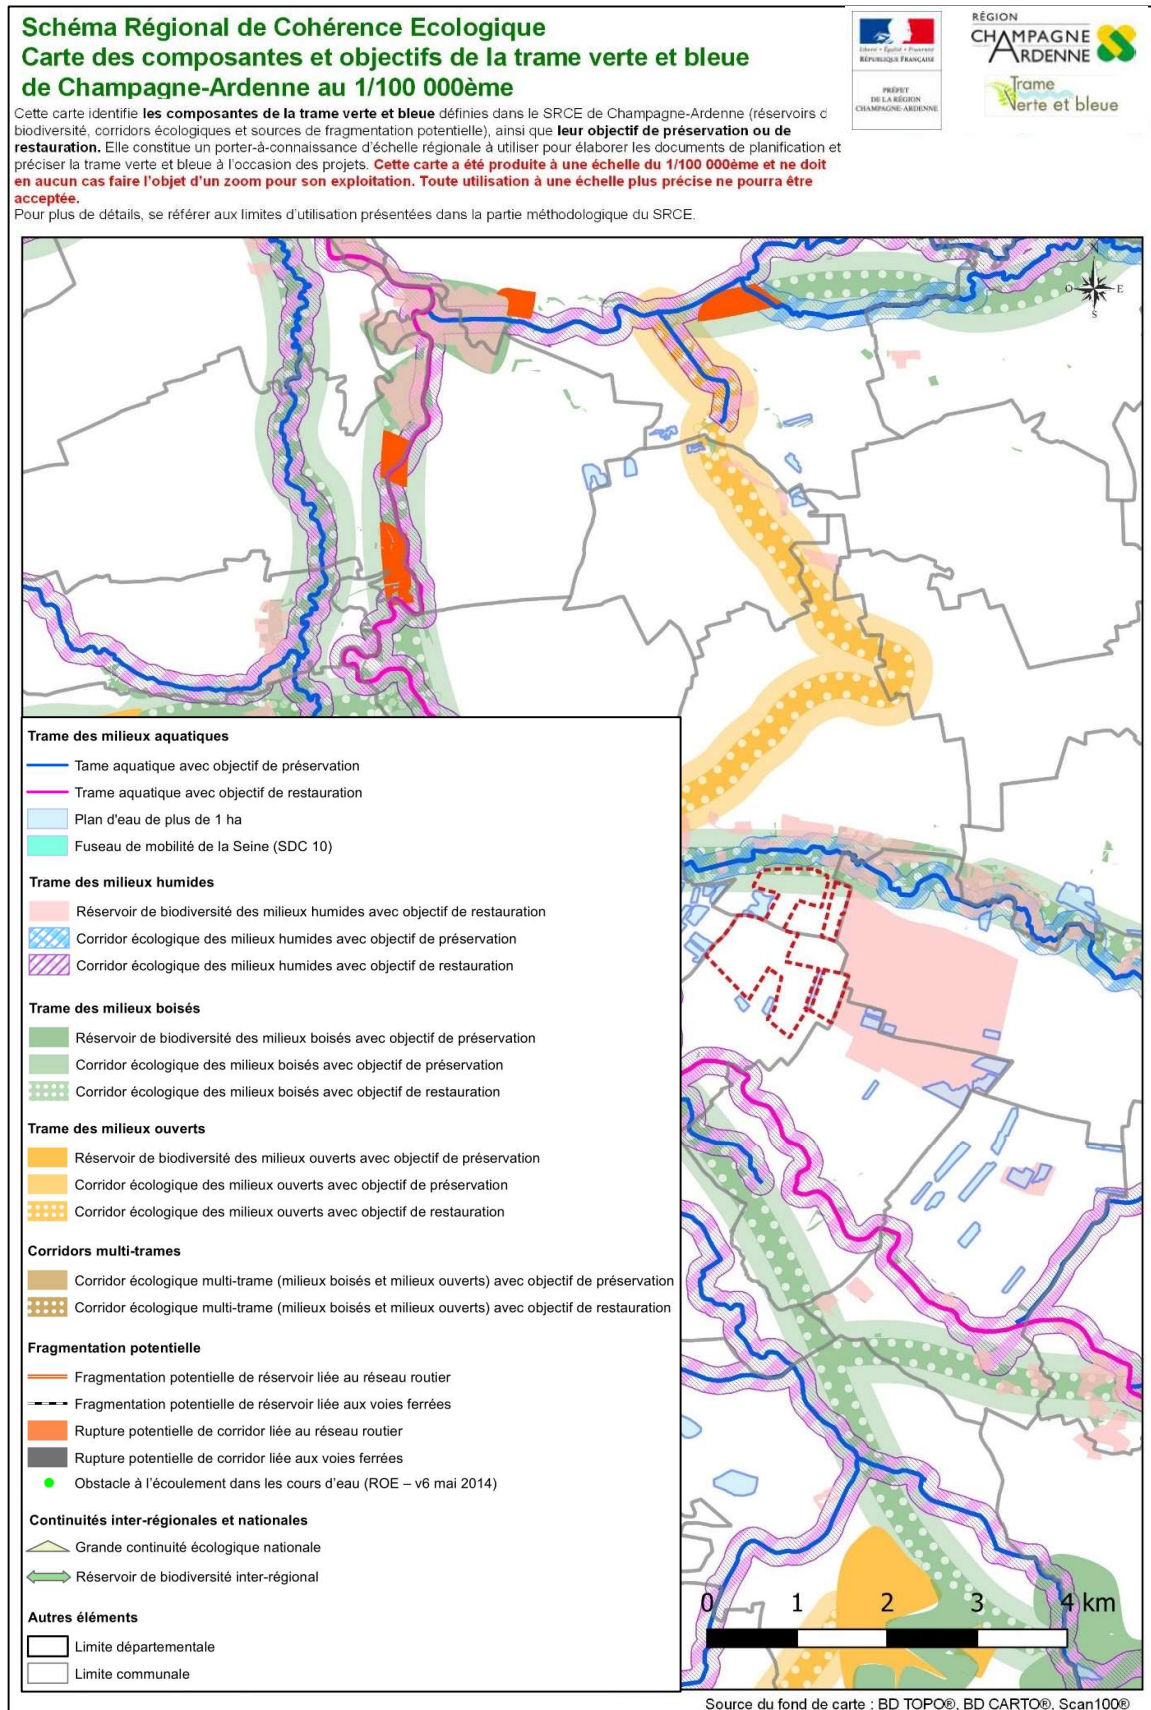 Schéma Régional de Cohérence Ecologique
Carte des composantes et objectifs de la trame verte et bleue
de Champagne-Ardenne au 1/100 000ème
Cette carte identifie les composantes de la trame verte et bleue définies dans le SRCE de Champagne-Ardenne (réservoirs d
biodiversité, corridors écologiques et sources de fragmentation potentielle), ainsi que leur objectif de préservation ou de
restauration. Elle constitue un porter-à-connaissance d'échelle régionale à utiliser pour élaborer les documents de planification et
préciser la trame verte et bleue à l'occasion des projets. Cette carte a été produite à une échelle du 1/100 000ème et ne doit
en aucun cas faire l'objet d'un zoom pour son exploitation. Toute utilisation à une échelle plus précise ne pourra être
acceptée.
Pour plus de détails, se référer aux limites d'utilisation présentées dans la partie méthodologique du SRCE.
Liberté • Égalité • Fraternité
RÉPUBLIQUE FRANÇAISE
PRÉFET
DE LA RÉGION
CHAMPAGNE-ARDENNE
RÉGION
CHAMPAGNE
ARDENNE
Trame
verte et bleue
N
O
E
S
Trame des milieux aquatiques
Tame aquatique avec objectif de préservation
Trame aquatique avec objectif de restauration
Plan d'eau de plus de 1 ha
Fuseau de mobilité de la Seine (SDC 10)
Trame des milieux humides
Réservoir de biodiversité des milieux humides avec objectif de restauration
Corridor écologique des milieux humides avec objectif de préservation
Corridor écologique des milieux humides avec objectif de restauration
Trame des milieux boisés
Réservoir de biodiversité des milieux boisés avec objectif de préservation
Corridor écologique des milieux boisés avec objectif de préservation
Corridor écologique des milieux boisés avec objectif de restauration
Trame des milieux ouverts
Réservoir de biodiversité des milieux ouverts avec objectif de préservation
Corridor écologique des milieux ouverts avec objectif de préservation
Corridor écologique des milieux ouverts avec objectif de restauration
Corridors multi-trames
Corridor écologique multi-trame (milieux boisés et milieux ouverts) avec objectif de préservation
Corridor écologique multi-trame (milieux boisés et milieux ouverts) avec objectif de restauration
Fragmentation potentielle
Fragmentation potentielle de réservoir liée au réseau routier
Fragmentation potentielle de réservoir liée aux voies ferrées
Rupture potentielle de corridor liée au réseau routier
Rupture potentielle de corridor liée aux voies ferrées
Obstacle à l'écoulement dans les cours d'eau (ROE – v6 mai 2014)
Continuités inter-régionales et nationales
Grande continuité écologique nationale
Réservoir de biodiversité inter-régional
Autres éléments
Limite départementale
Limite communale
0 1 2 3 4 km
Source du fond de carte : BD TOPO®, BD CARTO®, Scan100®